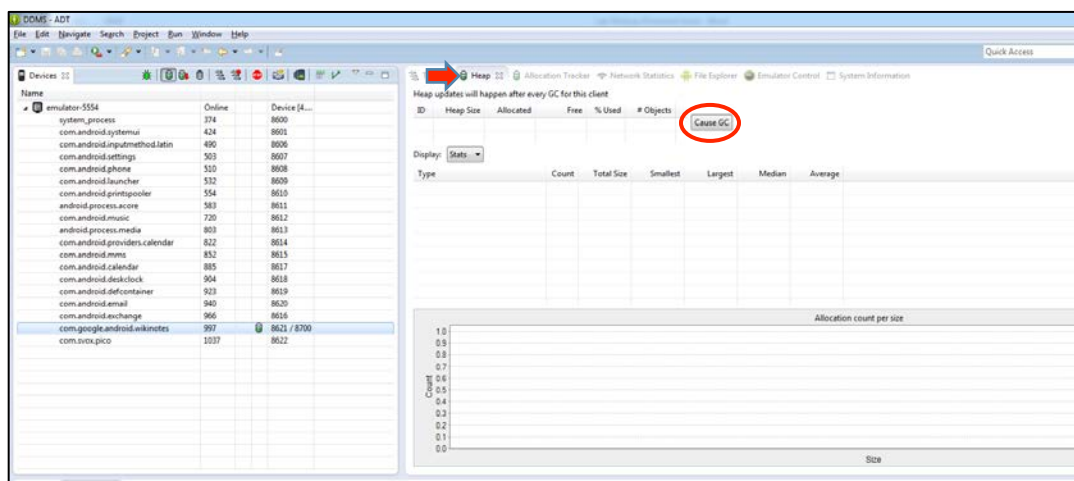 DDMS - ADT
File Edit Navigate Search Project Run Window Help
Quick Access
Devices
Heap Allocation Tracker Network Statistics File Explorer Emulator Control System Information
Name
emulator-5554 Online Device [4....
system_process 374 8600
com.android.systemui 424 8601
com.android.inputmethod.latin 490 8606
com.android.settings 503 8607
com.android.phone 510 8608
com.android.launcher 532 8609
com.android.printspooler 554 8610
android.process.acore 583 8611
com.android.music 720 8612
android.process.media 803 8613
com.android.providers.calendar 822 8614
com.android.mms 852 8615
com.android.calendar 885 8617
com.android.deskclock 904 8618
com.android.defcontainer 923 8619
com.android.email 940 8620
com.android.exchange 966 8616
com.google.android.wikinotes 997 8621 / 8700
com.svox.pico 1037 8622
Heap updates will happen after every GC for this client
ID Heap Size Allocated Free % Used # Objects
Cause GC
Display: Stats
Type Count Total Size Smallest Largest Median Average
Allocation count per size
Count
1.0
0.9
0.8
0.7
0.6
0.5
0.4
0.3
0.2
0.1
0.0
Size